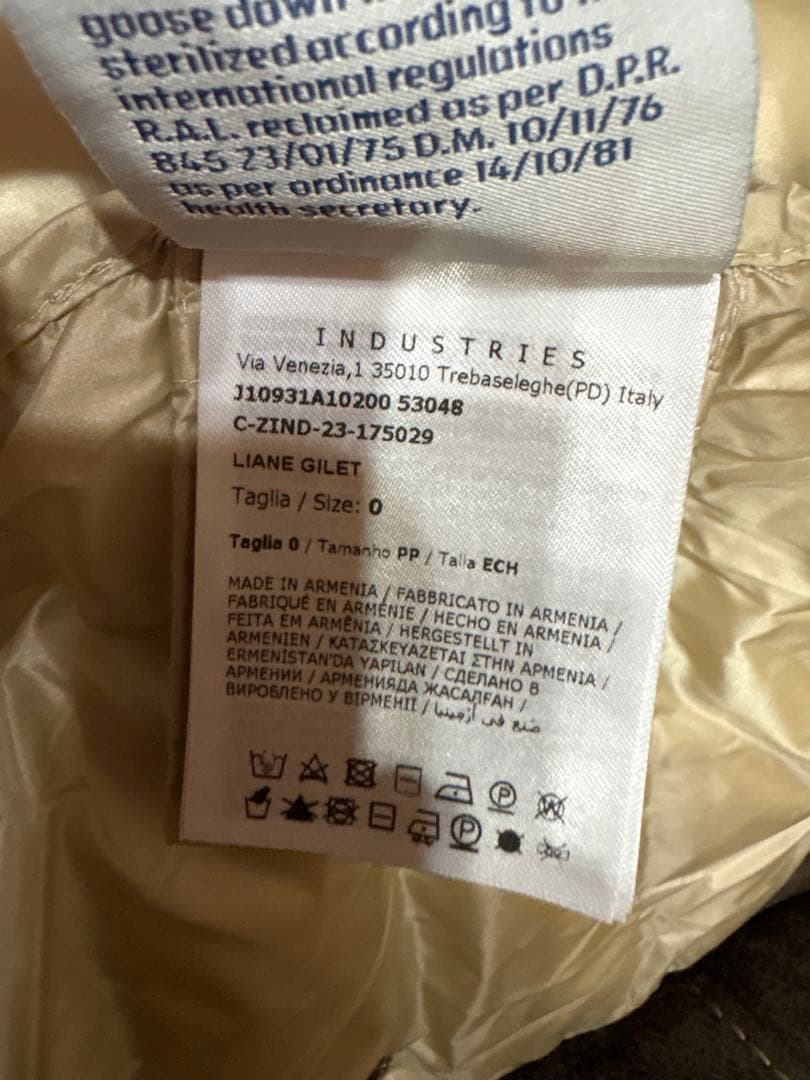 goose down
sterilized according to
international regulations
R.A.L. reclaimed as per D.P.R.
845 23/01/75 D.M. 10/11/76
as per ordinance 14/10/81
health secretary.
INDUSTRIES
Via Venezia,1 35010 Trebaseleghe(PD) Italy
J10931A10200 53048
C-ZIND-23-175029
LIANE GILET
Taglia / Size: 0
Taglia 0 / Tamanho PP / Talla ECH
MADE IN ARMENIA / FABBRICATO IN ARMENIA /
FABRIQUÉ EN ARMÉNIE / HECHO EN ARMENIA /
FEITA EM ARMÊNIA / HERGESTELLT IN
ARMENIEN / ΚΑΤΑΣΚΕΥΑΖΕΤΑΙ ΣΤΗΝ ΑΡΜΕΝΙΑ /
ERMENİSTAN'DA YAPILAN / СДЕЛАНО В
АРМЕНИИ / АРМЕНИЯДА ЖАСАЛҒАН /
ВИРОБЛЕНО У ВІРМЕНІЇ / صنع في أرمينيا